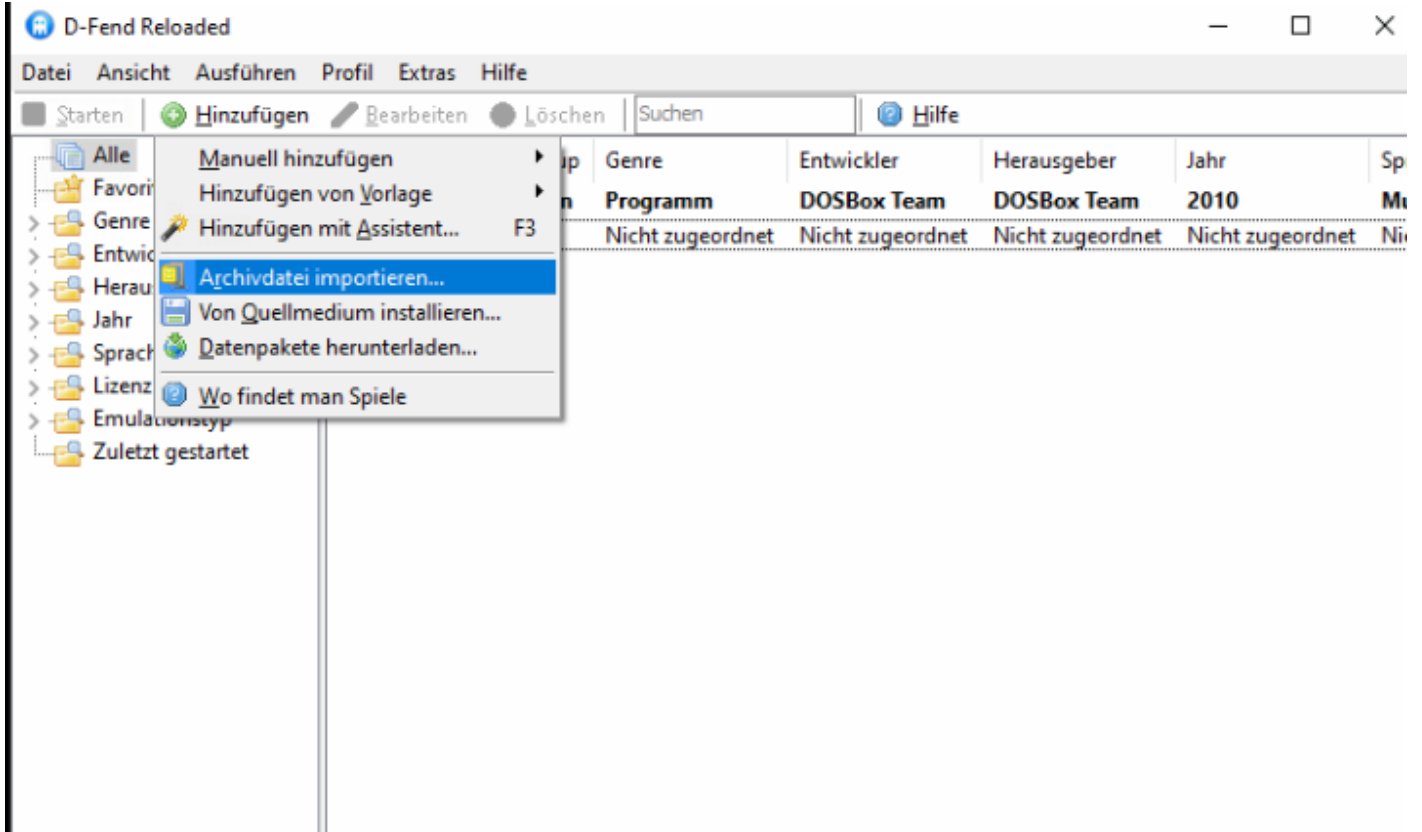 D-Fend Reloaded
Datei Ansicht Ausführen Profil Extras Hilfe
Starten Hinzufügen Bearbeiten Löschen Suchen Hilfe
Alle
Genre
Jahr
Zuletzt gestartet
Manuell hinzufügen
Hinzufügen von Vorlage
Hinzufügen mit Assistent... F3
Archivdatei importieren...
Von Quellmedium installieren...
Datenpakete herunterladen...
Wo findet man Spiele
Genre Entwickler Herausgeber Jahr
Programm DOSBox Team DOSBox Team 2010
Nicht zugeordnet Nicht zugeordnet Nicht zugeordnet Nicht zugeordnet